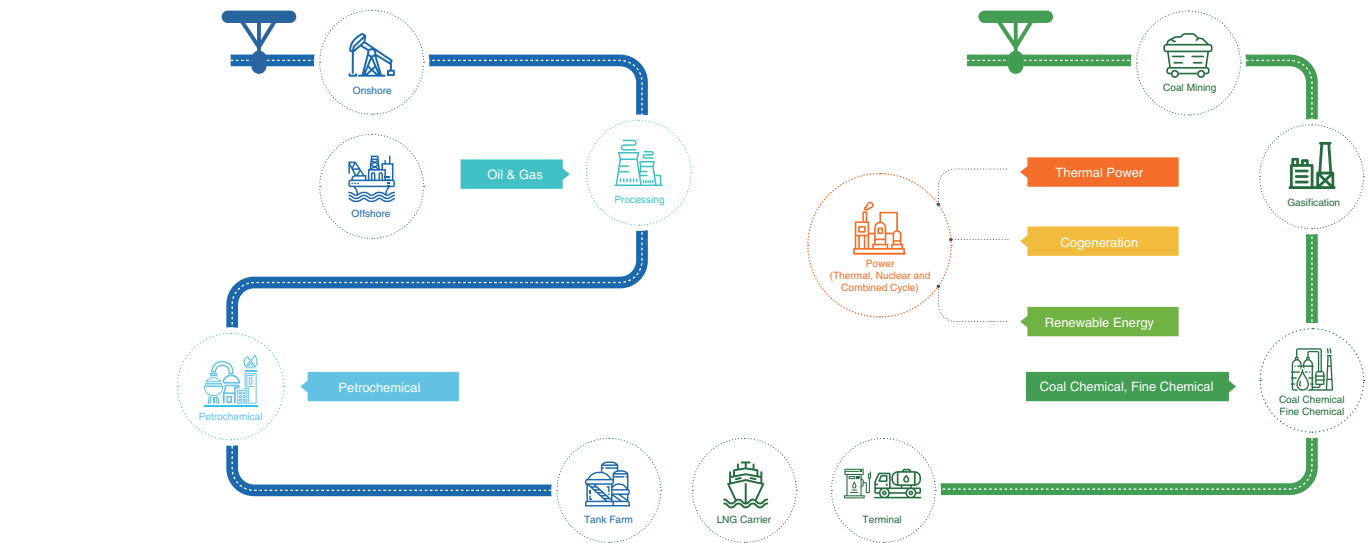 Onshore
Offshore
Oil & Gas
Processing
Petrochemical
Petrochemical
Tank Farm
LNG Carrier
Terminal
Coal Mining
Gasification
Power
(Thermal, Nuclear and
Combined Cycle)
Thermal Power
Cogeneration
Renewable Energy
Coal Chemical, Fine Chemical
Coal Chemical
Fine Chemical